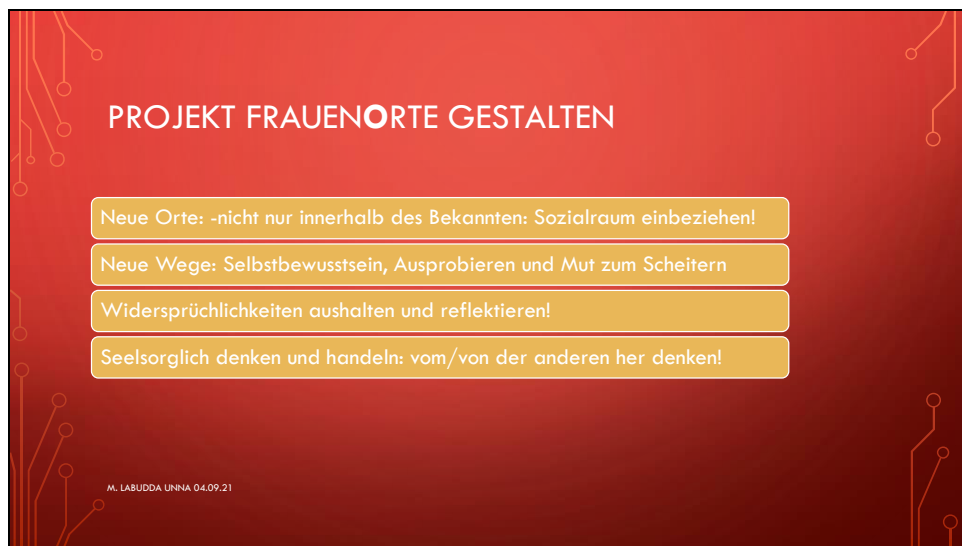 PROJEKT FRAUENORTE GESTALTEN
Neue Orte: -nicht nur innerhalb des Bekannten: Sozialraum einbeziehen!
Neue Wege: Selbstbewusstsein, Ausprobieren und Mut zum Scheitern
Widersprüchlichkeiten aushalten und reflektieren!
Seelsorglich denken und handeln: vom/von der anderen her denken!
M. LABUDDA UNNA 04.09.21